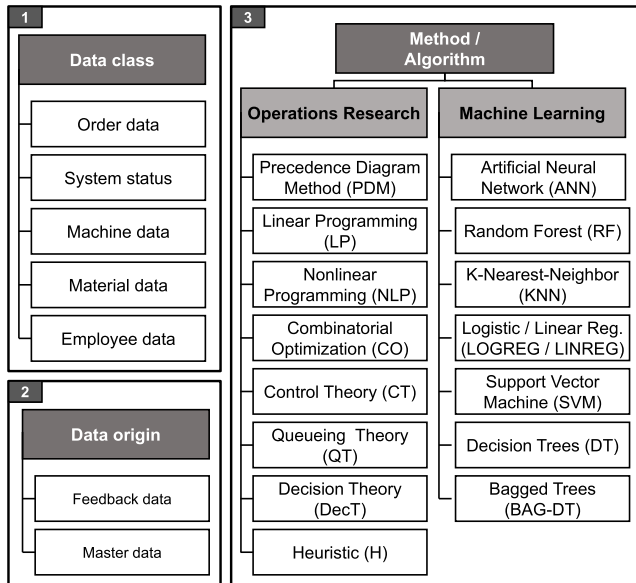 1
Data class
Order data
System status
Machine data
Material data
Employee data
2
Data origin
Feedback data
Master data
3
Method /
Algorithm
Operations Research
Precedence Diagram
Method (PDM)
Linear Programming
(LP)
Nonlinear
Programming (NLP)
Combinatorial
Optimization (CO)
Control Theory (CT)
Queueing Theory
(QT)
Decision Theory
(DecT)
Heuristic (H)
Machine Learning
Artificial Neural
Network (ANN)
Random Forest (RF)
K-Nearest-Neighbor
(KNN)
Logistic / Linear Reg.
(LOGREG / LINREG)
Support Vector
Machine (SVM)
Decision Trees (DT)
Bagged Trees
(BAG-DT)